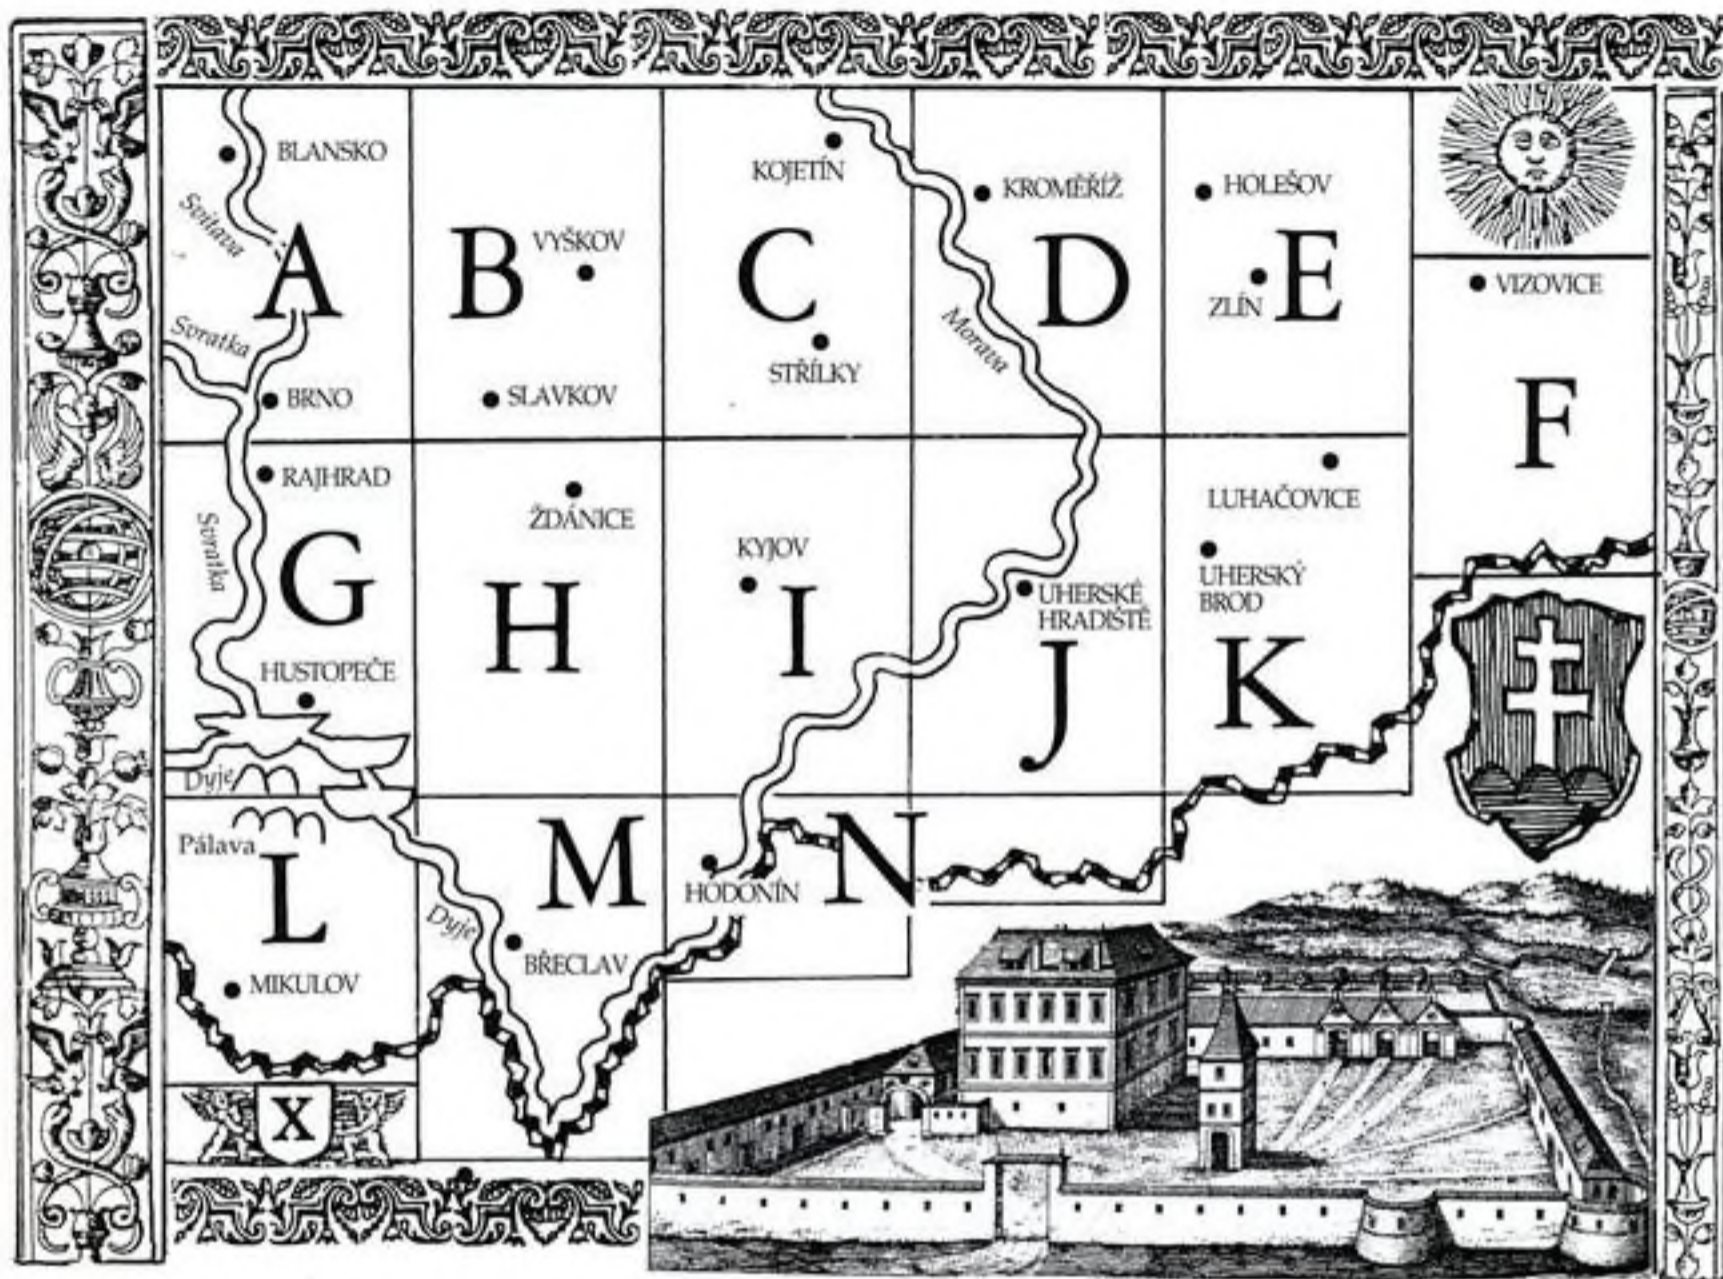 BLANSKO
KOJETÍN
KROMĚŘÍŽ
HOLEŠOV
Svitava
A
B
VYŠKOV
C
D
ZLÍN
E
VIZOVICE
Svratka
STŘÍLKY
Morava
BRNO
SLAVKOV
F
RAJHRAD
ŽDÁNICE
LUHAČOVICE
Svratka
G
H
KYJOV
I
UHERSKÉ
HRADIŠTĚ
J
UHERSKÝ
BROD
K
HUSTOPEČE
Dyje
Pálava
L
M
HODONÍN
N
Dyje
BŘECLAV
MIKULOV
X